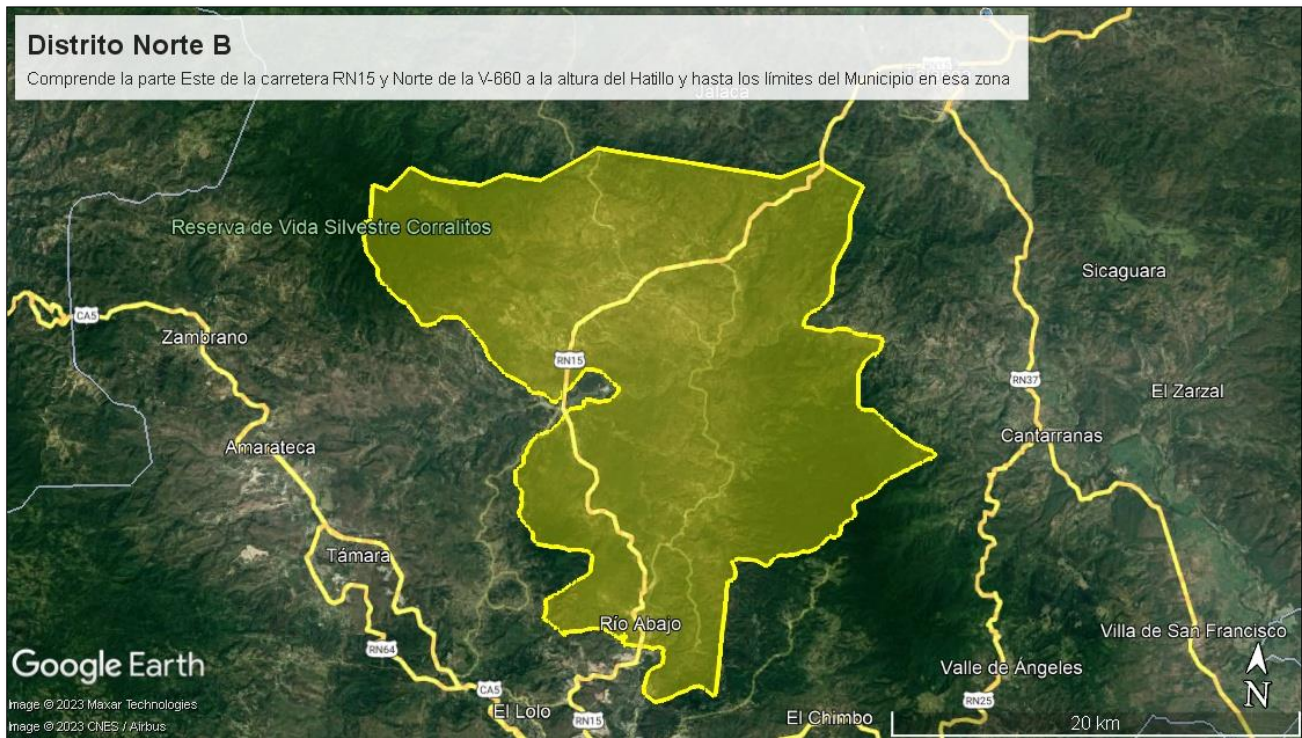 Distrito Norte B
Comprende la parte Este de la carretera RN15 y Norte de la V-660 a la altura del Hatillo y hasta los límites del Municipio en esa zona
Jalaca
Reserva de Vida Silvestre Corralitos
Sicaguara
CA5
Zambrano
RN15
RN37
El Zarzal
Cantarranas
Amarateca
Támara
Río Abajo
Villa de San Francisco
RN64
Valle de Ángeles
Google Earth
N
CA5
RN25
Image © 2023 Maxar Technologies
El Lolo
RN15
El Chimbo
20 km
Image © 2023 CNES / Airbus